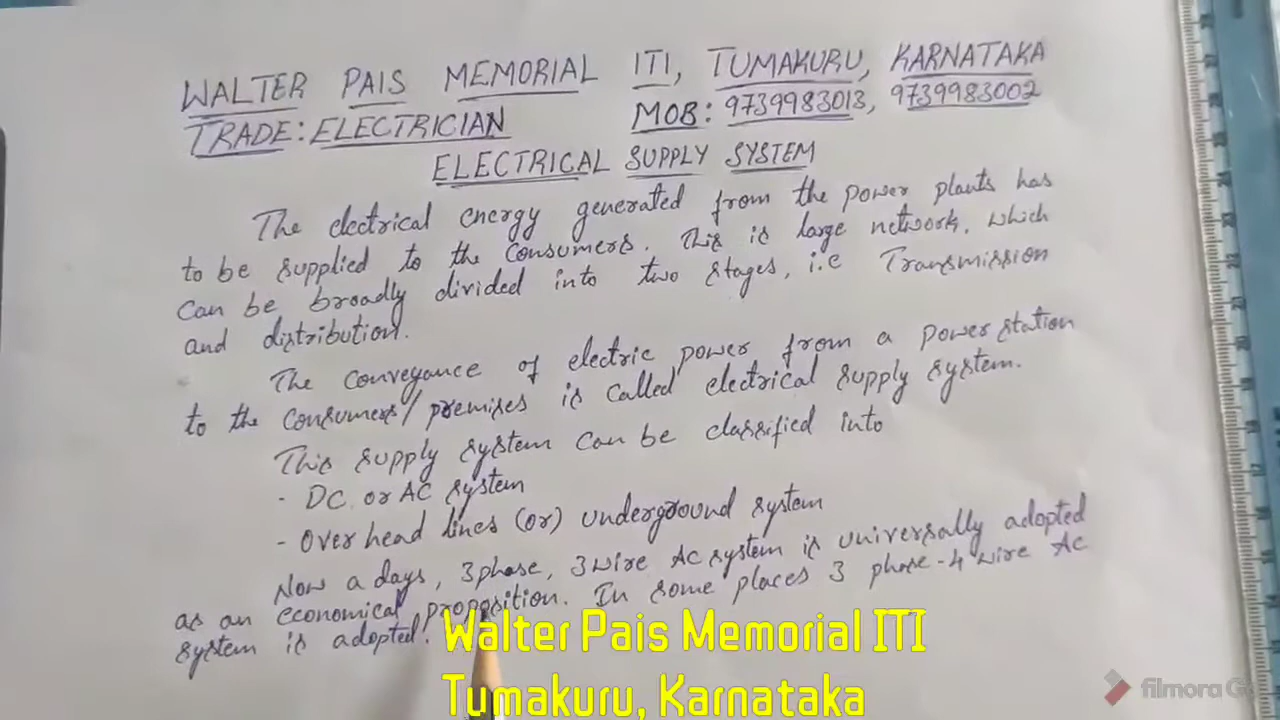 WALTER PAIS MEMORIAL ITI, TUMAKURU, KARNATAKA
TRADE: ELECTRICIAN MOB: 9739983013, 9739983002
ELECTRICAL SUPPLY SYSTEM
The electrical energy generated from the power plants has
to be supplied to the consumers. This is large network, which
can be broadly divided into two stages, i.e Transmission
and distribution.
The conveyance of electric power from a power station
to the consumers/premises is called electrical supply system.
This supply system can be classified into
- DC. or AC system
- Over head lines (or) underground system
Now a days, 3 phase, 3 wire AC system is universally adopted
as an economical proposition. In some places 3 phase - 4 wire AC
system is adopted.
Walter Pais Memorial ITI
Tumakuru, Karnataka
filmora G